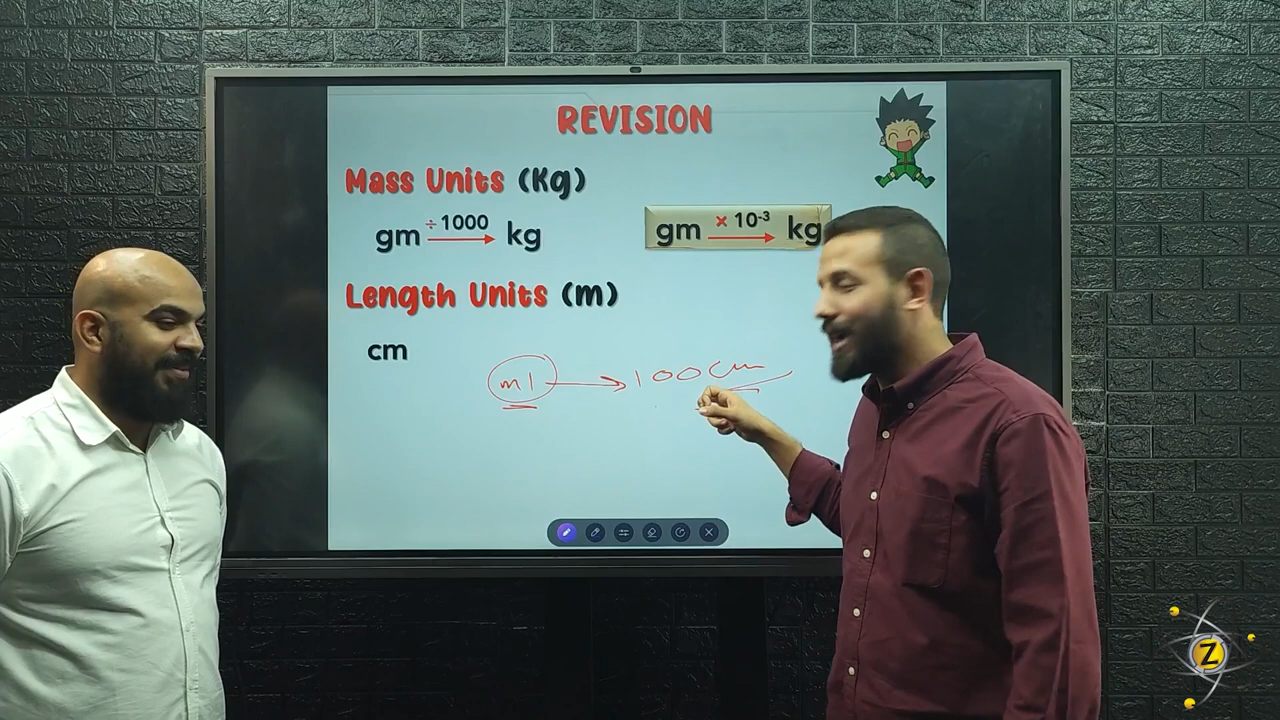 REVISION
Mass Units (Kg)
gm ÷ 1000 kg
gm × 10-3 kg
Length Units (m)
cm
m1 → 100 cm
Z